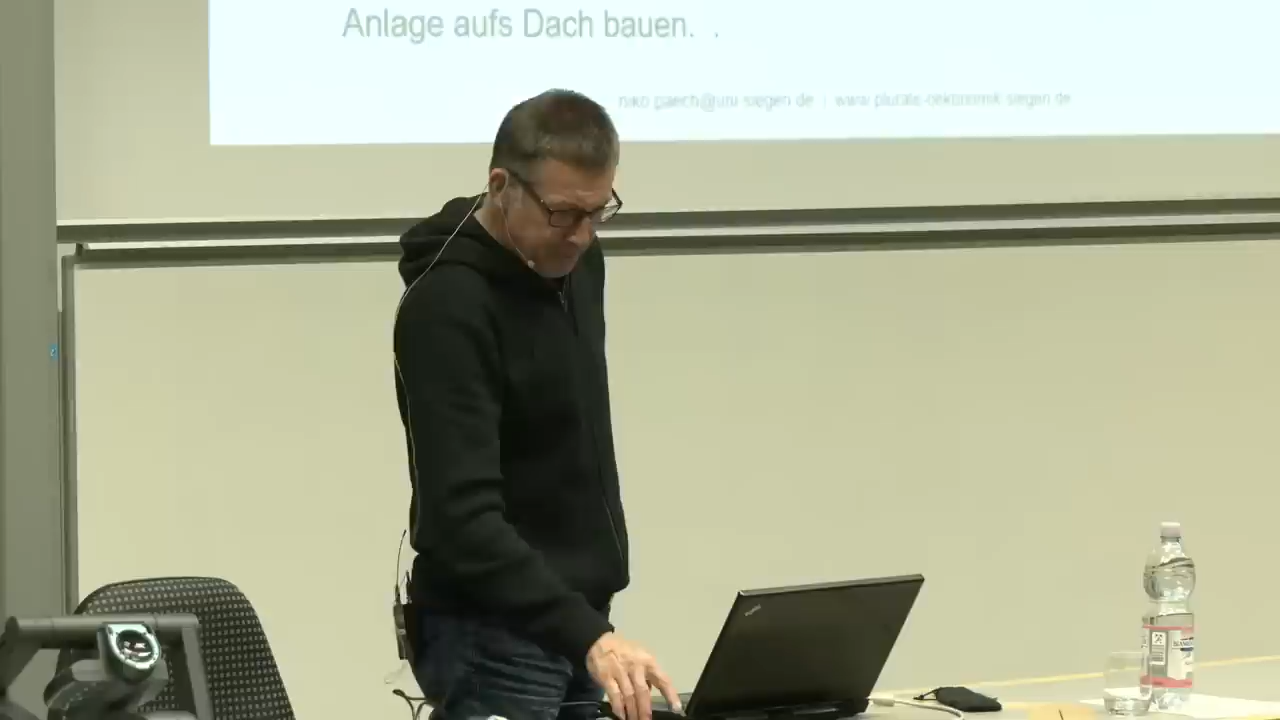 Anlage aufs Dach bauen. .
niko.paech@uni-siegen.de | www.plurale-oekonomik-siegen.de